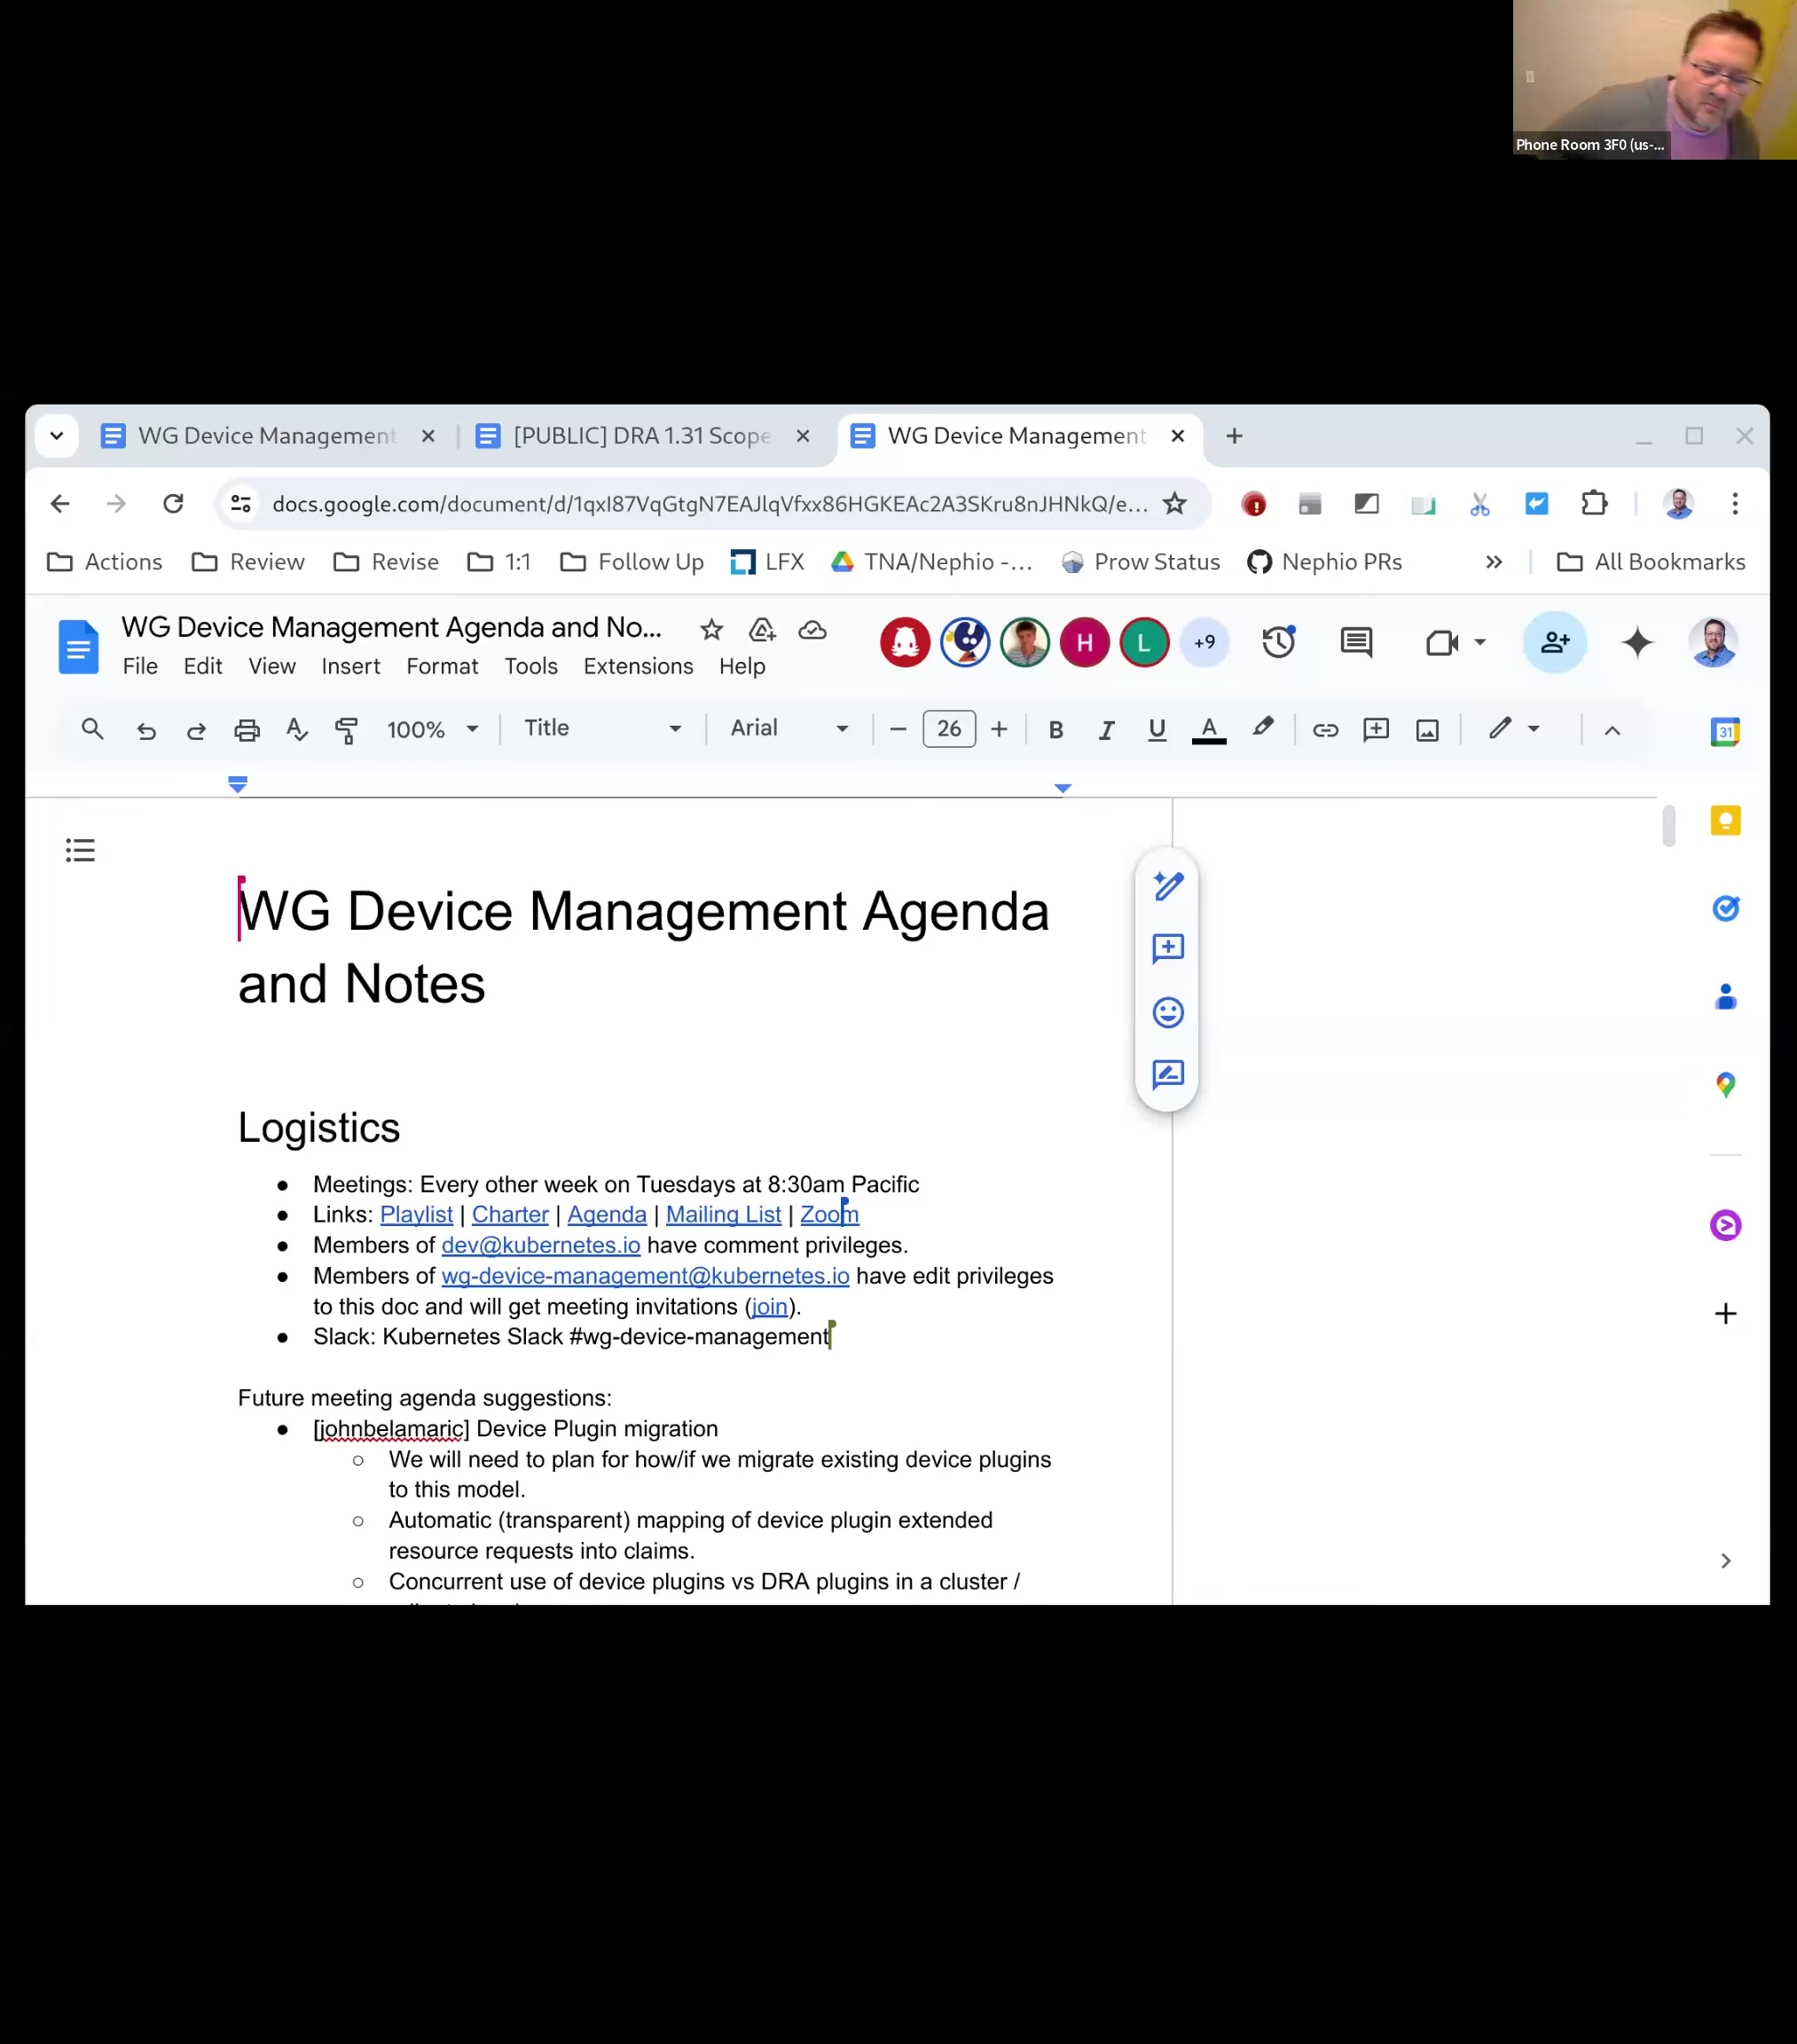 Phone Room 3F0 (us-...
WG Device Management
[PUBLIC] DRA 1.31 Scope
WG Device Management
docs.google.com/document/d/1qxI87VqGtgN7EAJlqVfxx86HGKEAc2A3SKru8nJHNkQ/e...
Actions Review Revise 1:1 Follow Up LFX TNA/Nephio -... Prow Status Nephio PRs All Bookmarks
WG Device Management Agenda and No...
H L +9
File Edit View Insert Format Tools Extensions Help
100% Title Arial 26 B I U A
31
WG Device Management Agenda
and Notes
Logistics
● Meetings: Every other week on Tuesdays at 8:30am Pacific
● Links: Playlist | Charter | Agenda | Mailing List | Zoom
● Members of dev@kubernetes.io have comment privileges.
● Members of wg-device-management@kubernetes.io have edit privileges
to this doc and will get meeting invitations (join).
● Slack: Kubernetes Slack #wg-device-management
Future meeting agenda suggestions:
● [johnbelamaric] Device Plugin migration
○ We will need to plan for how/if we migrate existing device plugins
to this model.
○ Automatic (transparent) mapping of device plugin extended
resource requests into claims.
○ Concurrent use of device plugins vs DRA plugins in a cluster /